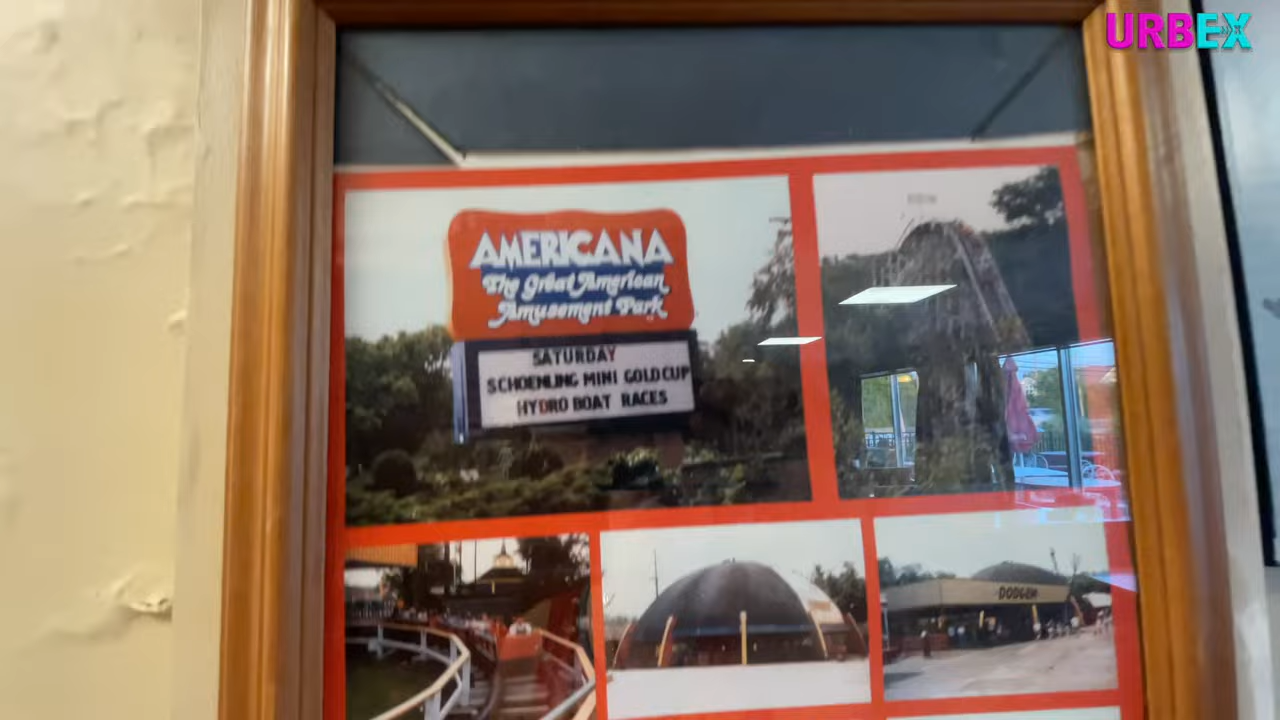 URBEX
AMERICANA
The Great American
Amusement Park
SATURDAY
SCHOENLING MINI GOLD CUP
HYDRO BOAT RACES
DODGEM